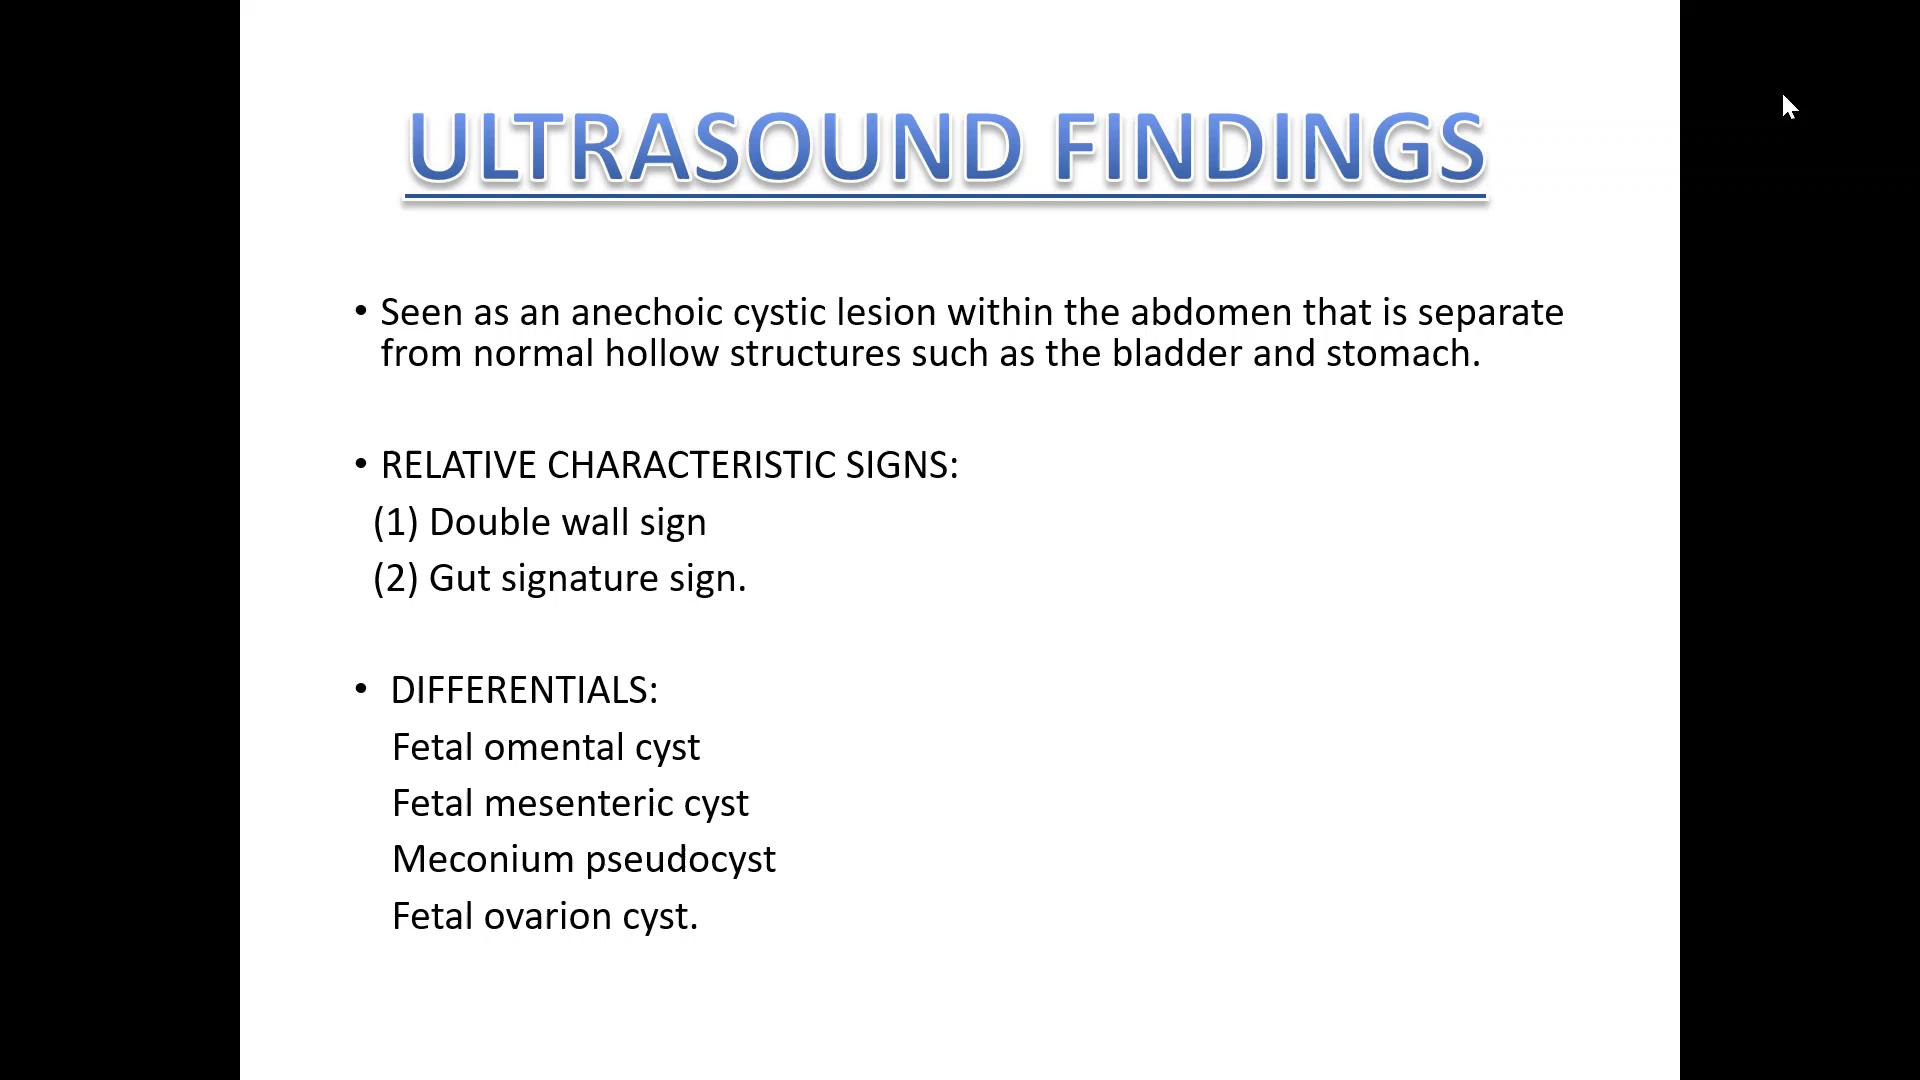 ULTRASOUND FINDINGS
• Seen as an anechoic cystic lesion within the abdomen that is separate
from normal hollow structures such as the bladder and stomach.
• RELATIVE CHARACTERISTIC SIGNS:
(1) Double wall sign
(2) Gut signature sign.
• DIFFERENTIALS:
Fetal omental cyst
Fetal mesenteric cyst
Meconium pseudocyst
Fetal ovarion cyst.